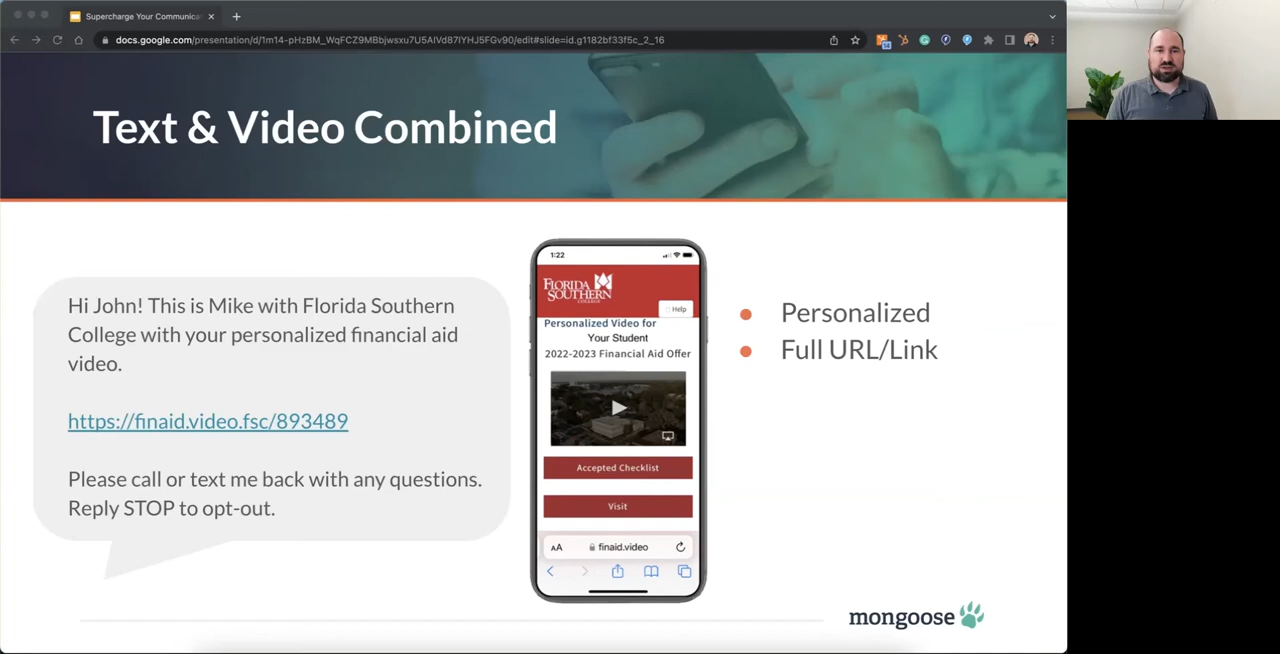 Supercharge Your Communica
docs.google.com/presentation/d/1m14-pHzBM_WqFCZ9MBbjwsxu7U5AlVd87IYHJ5FGv90/edit#slide=id.g1182bf33f5c_2_16
Text & Video Combined
Hi John! This is Mike with Florida Southern
College with your personalized financial aid
video.
https://finaid.video.fsc/893489
Please call or text me back with any questions.
Reply STOP to opt-out.
1:22
FLORIDA
SOUTHERN
COLLEGE
Help
Personalized Video for
Your Student
2022-2023 Financial Aid Offer
Accepted Checklist
Visit
AA
finaid.video
• Personalized
• Full URL/Link
mongoose